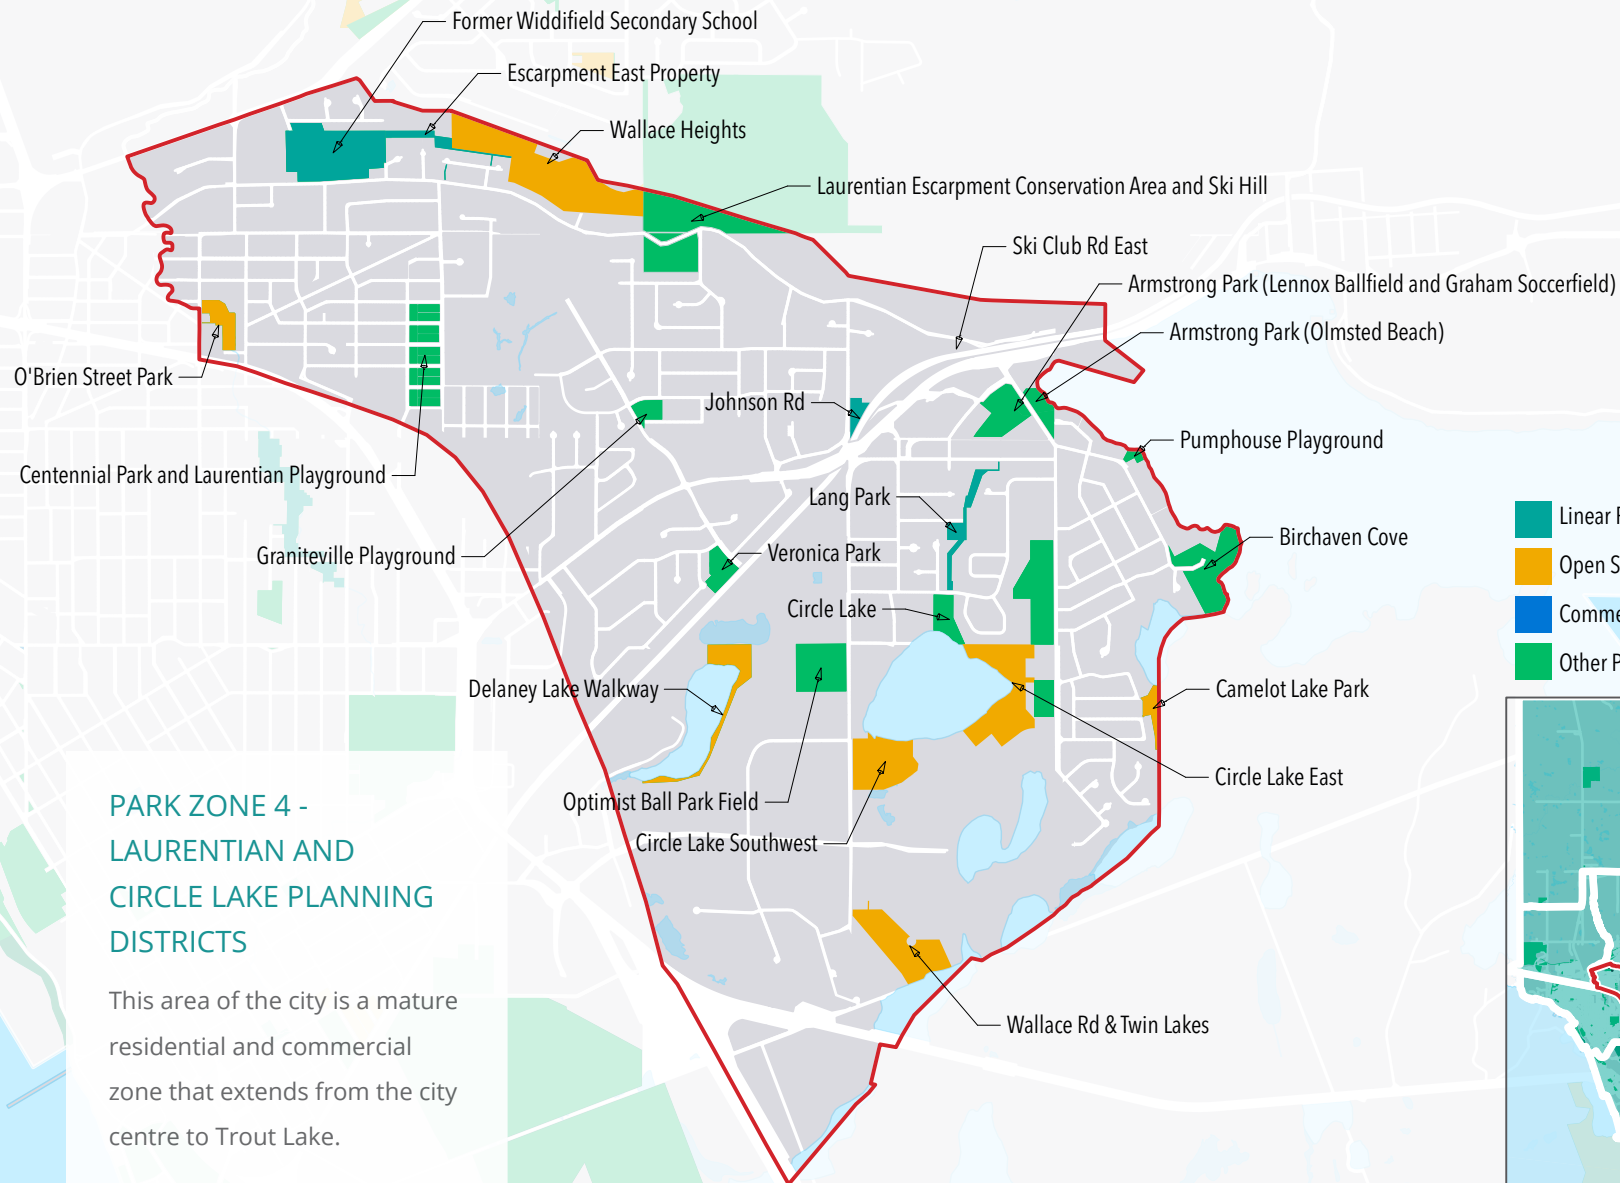 Former Widdifield Secondary School
Escarpment East Property
Wallace Heights
Laurentian Escarpment Conservation Area and Ski Hill
Ski Club Rd East
Armstrong Park (Lennox Ballfield and Graham Soccerfield)
Armstrong Park (Olmsted Beach)
O'Brien Street Park
Johnson Rd
Pumphouse Playground
Centennial Park and Laurentian Playground
Lang Park
Linear
Birchaven Cove
Graniteville Playground
Veronica Park
Open
Circle Lake
Other
Delaney Lake Walkway
Camelot Lake Park
Circle Lake East
Optimist Ball Park Field
Circle Lake Southwest
Wallace Rd & Twin Lakes
PARK ZONE 4 -
LAURENTIAN AND
CIRCLE LAKE PLANNING
DISTRICTS
This area of the city is a mature
residential and commercial
zone that extends from the city
centre to Trout Lake.